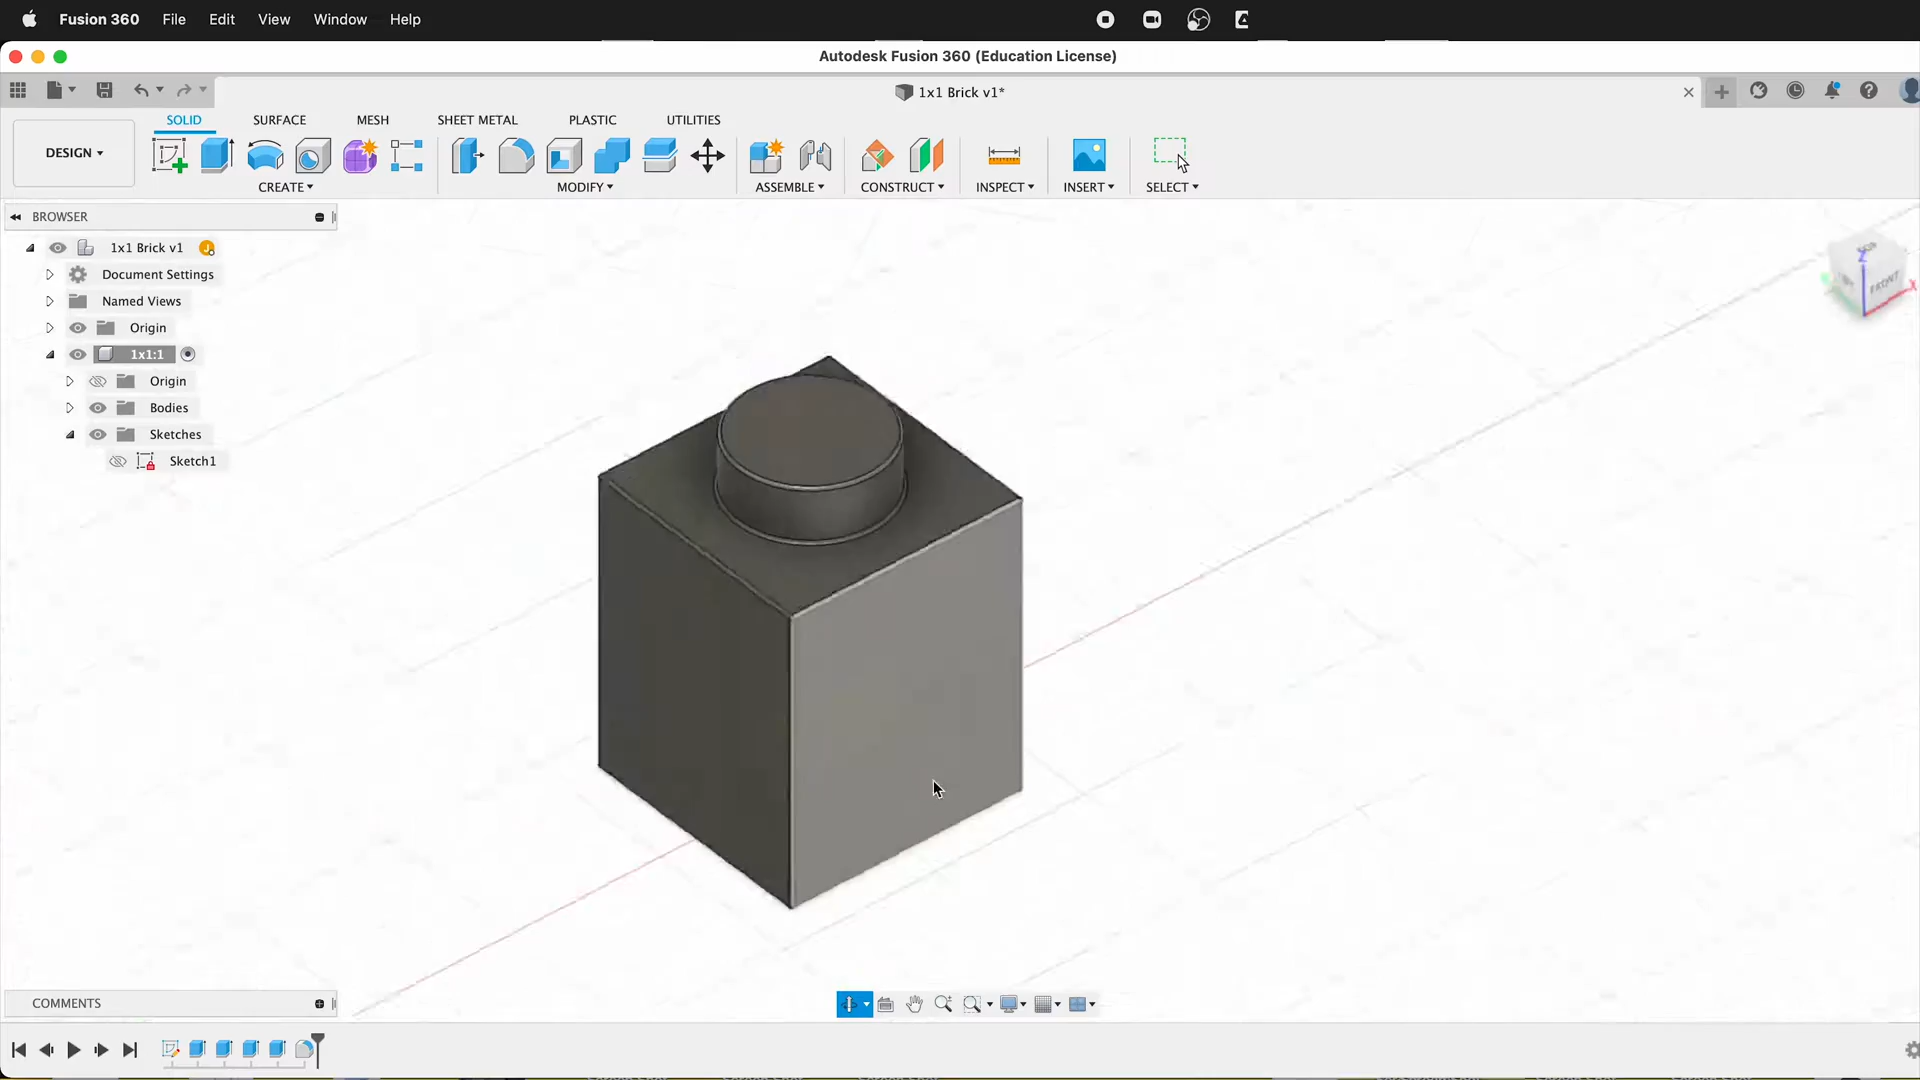 Fusion 360 File Edit View Window Help
Autodesk Fusion 360 (Education License)
1x1 Brick v1*
SOLID SURFACE MESH SHEET METAL PLASTIC UTILITIES
DESIGN
CREATE MODIFY ASSEMBLE CONSTRUCT INSPECT INSERT SELECT
BROWSER
1x1 Brick v1
Document Settings
Named Views
Origin
1x1:1
Origin
Bodies
Sketches
Sketch1
TOP
Z
FRONT
X
COMMENTS